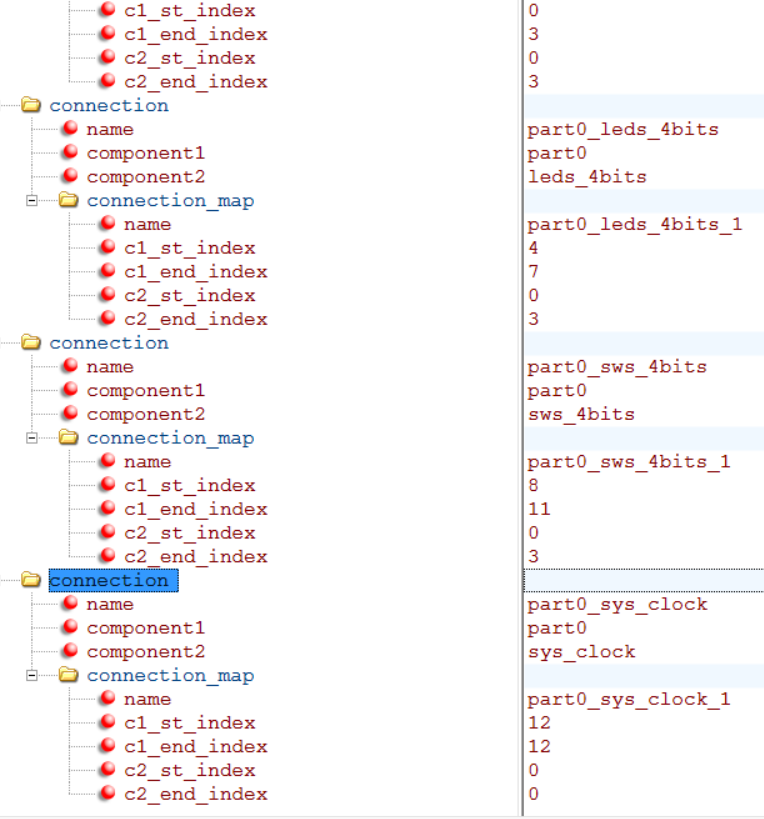 c1_st_index 0
c1_end_index 3
c2_st_index 0
c2_end_index 3
connection
name part0_leds_4bits
component1 part0
component2 leds_4bits
connection_map
name part0_leds_4bits_1
c1_st_index 4
c1_end_index 7
c2_st_index 0
c2_end_index 3
connection
name part0_sws_4bits
component1 part0
component2 sws_4bits
connection_map
name part0_sws_4bits_1
c1_st_index 8
c1_end_index 11
c2_st_index 0
c2_end_index 3
connection
name part0_sys_clock
component1 part0
component2 sys_clock
connection_map
name part0_sys_clock_1
c1_st_index 12
c1_end_index 12
c2_st_index 0
c2_end_index 0